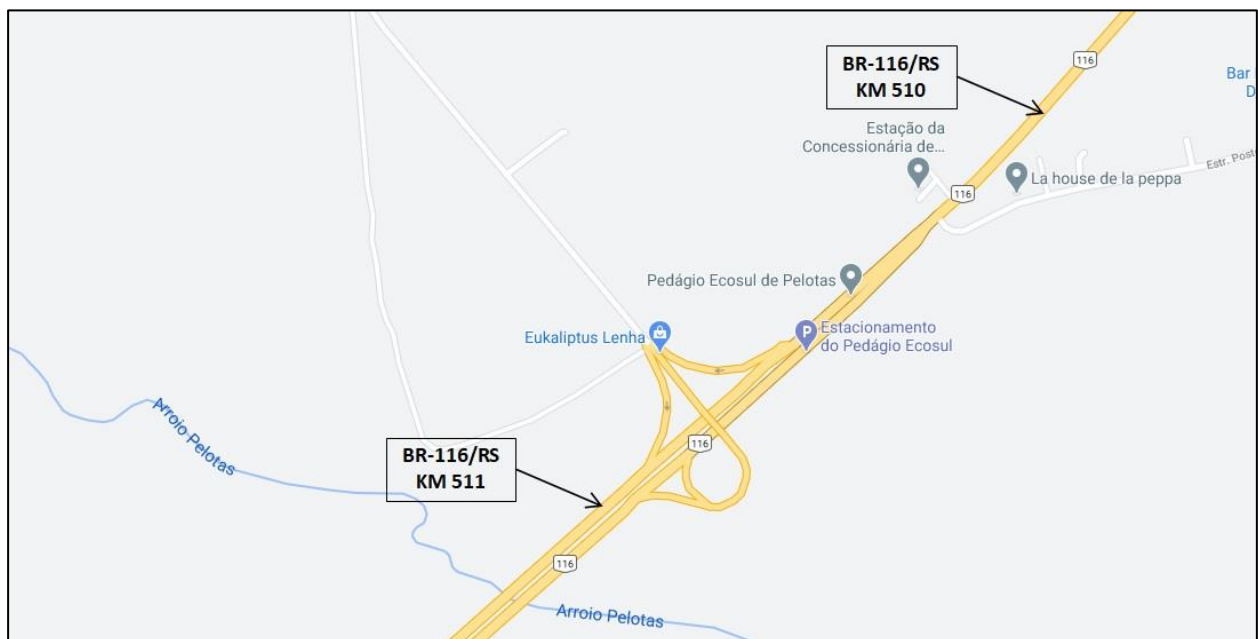 BR-116/RS
KM 510
116
Bar
D
Estação da
Concessionária de...
La house de la peppa
Estr. Poste
116
Pedágio Ecosul de Pelotas
Estacionamento
do Pedágio Ecosul
P
Eukaliptus Lenha
Arroio Pelotas
BR-116/RS
KM 511
116
116
Arroio Pelotas